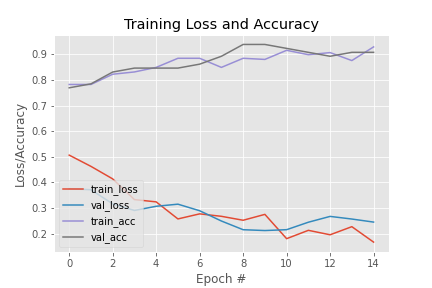 Training Loss and Accuracy
Loss/Accuracy
0.9
0.8
0.7
0.6
0.5
0.4
0.3
0.2
train_loss
val_loss
train_acc
val_acc
0 2 4 6 8 10 12 14
Epoch #